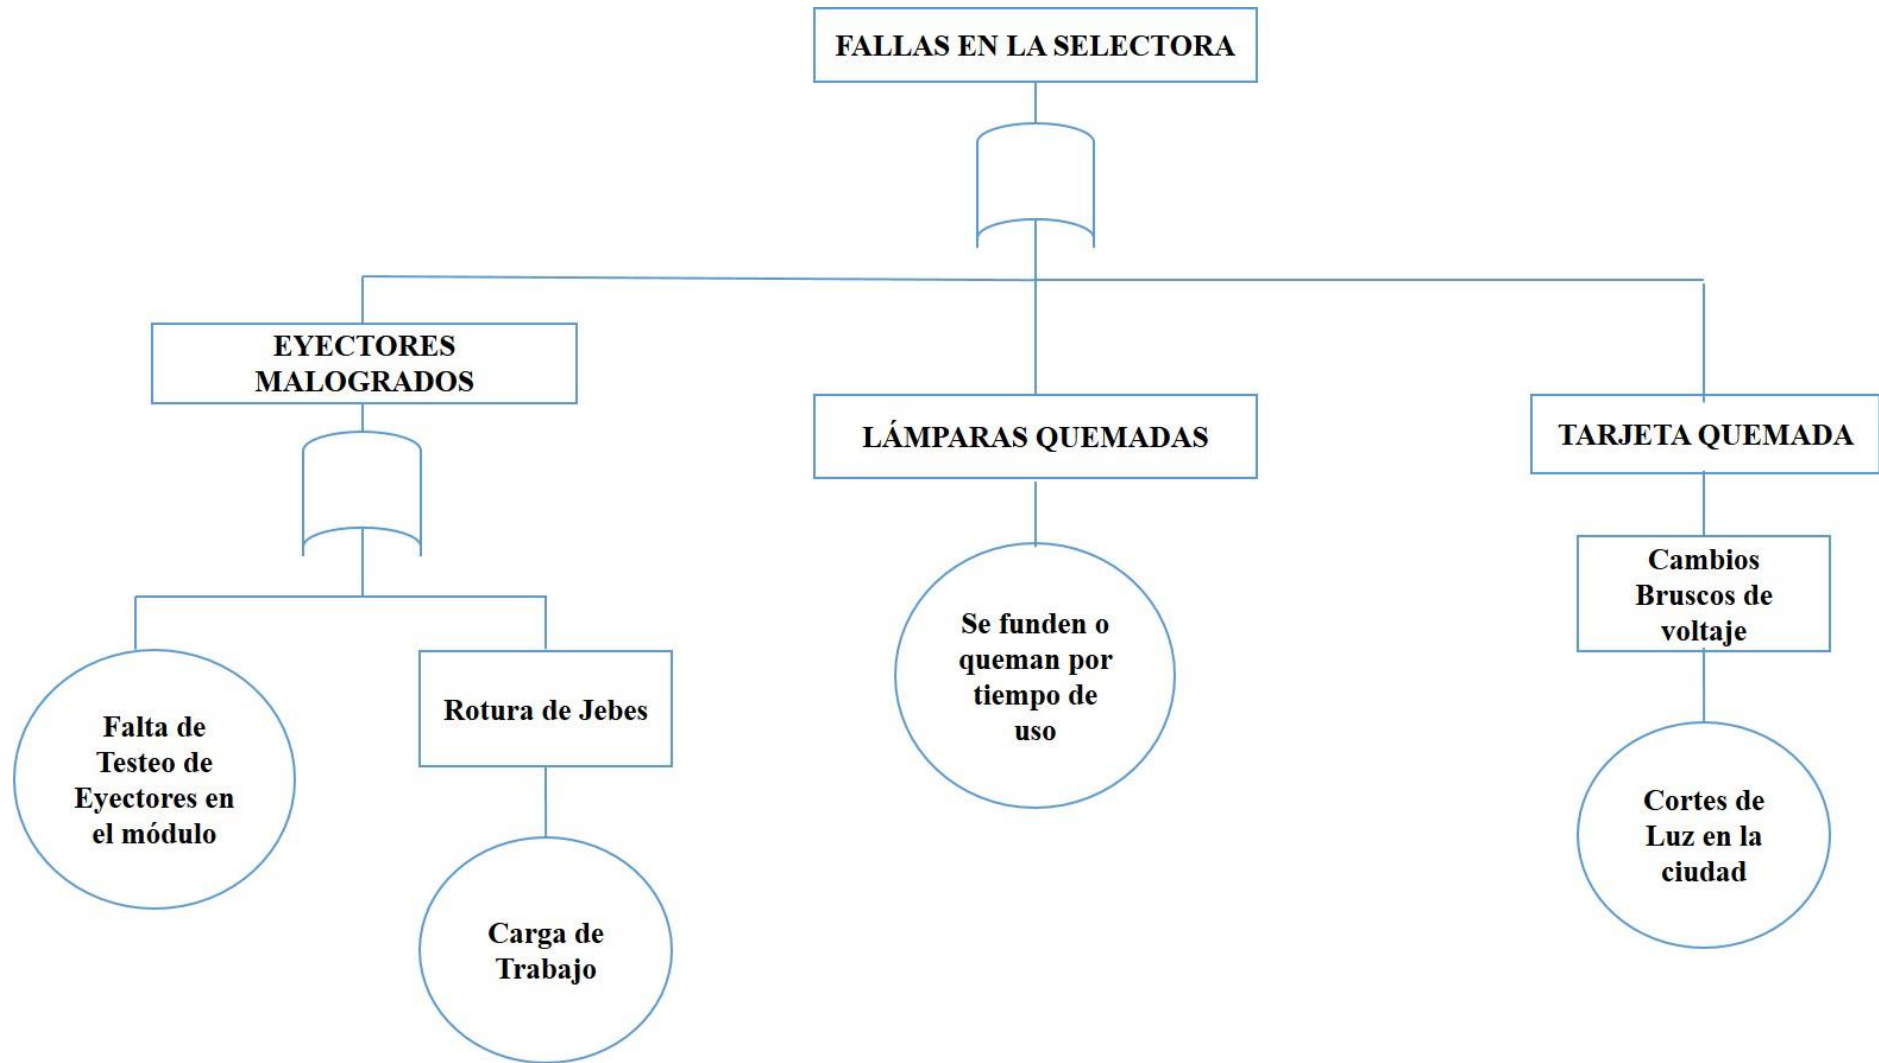 FALLAS EN LA SELECTORA
EYECTORES
MALOGRADOS
LÁMPARAS QUEMADAS
TARJETA QUEMADA
Cambios
Bruscos de
voltaje
Se funden o
queman por
tiempo de
uso
Rotura de Jebes
Falta de
Testeo de
Eyectores en
el módulo
Cortes de
Luz en la
ciudad
Carga de
Trabajo